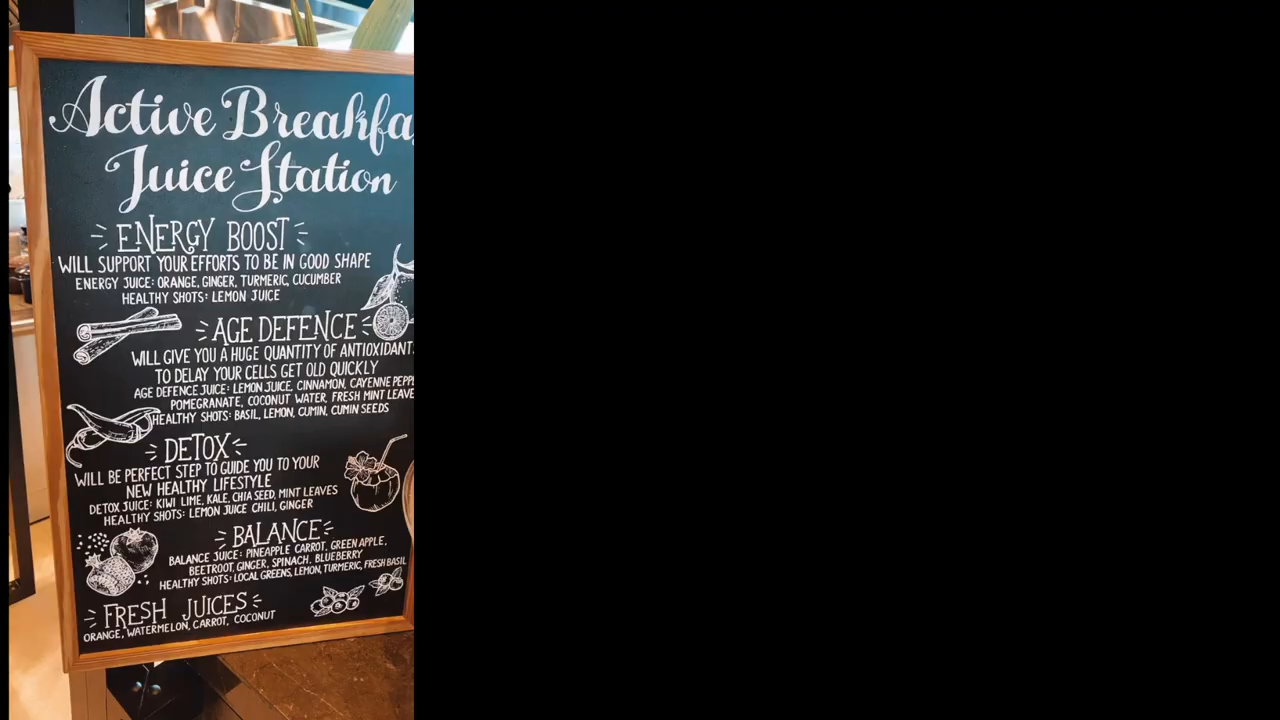 Active Breakfa
Juice Station
ENERGY BOOST
WILL SUPPORT YOUR EFFORTS TO BE IN GOOD SHAPE
ENERGY JUICE: ORANGE, GINGER, TURMERIC, CUCUMBER
HEALTHY SHOTS: LEMON JUICE
AGE DEFENCE
WILL GIVE YOU A HUGE QUANTITY OF ANTIOXIDANT
TO DELAY YOUR CELLS GET OLD QUICKLY
AGE DEFENCE JUICE: LEMON JUICE, CINNAMON, CAYENNE PEPP
POMEGRANATE, COCONUT WATER, FRESH MINT LEAVE
HEALTHY SHOTS: BASIL, LEMON, CUMIN, CUMIN SEEDS
DETOX
WILL BE PERFECT STEP TO GUIDE YOU TO YOUR
NEW HEALTHY LIFESTYLE
DETOX JUICE: KIWI LIME, KALE, CHIA SEED, MINT LEAVES
HEALTHY SHOTS: LEMON JUICE CHILI, GINGER
BALANCE
BALANCE JUICE: PINEAPPLE CARROT, GREEN APPLE,
BEETROOT, GINGER, SPINACH, BLUEBERRY
HEALTHY SHOTS: LOCAL GREENS, LEMON, TURMERIC, FRESH BASIL
FRESH JUICES
ORANGE, WATERMELON, CARROT, COCONUT